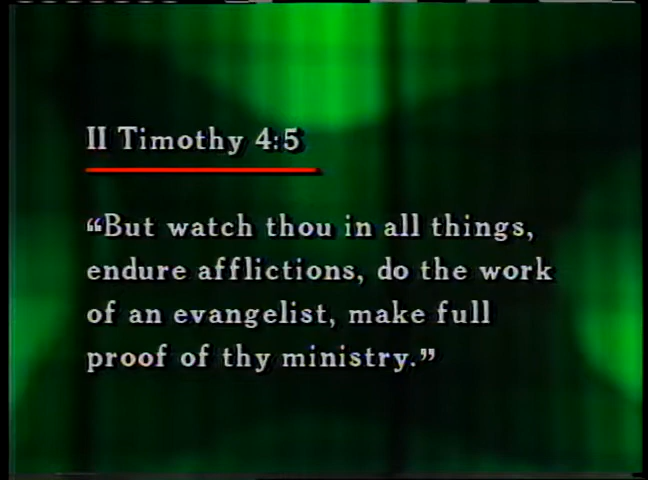 II Timothy 4:5
“But watch thou in all things,
endure afflictions, do the work
of an evangelist, make full
proof of thy ministry.”